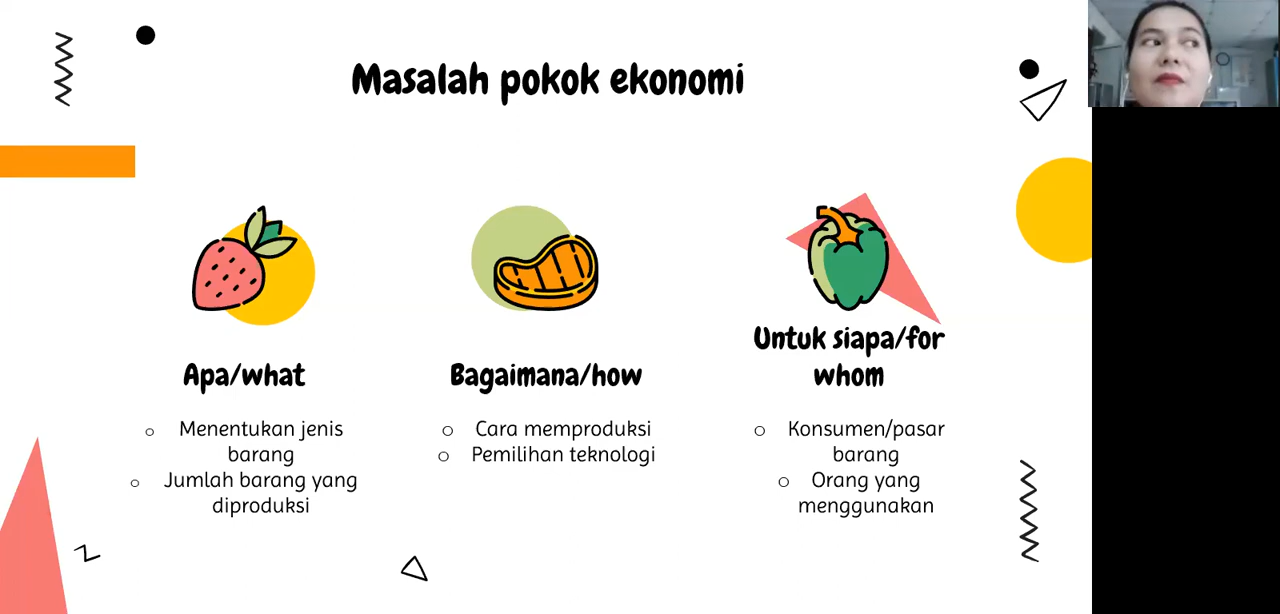 Masalah pokok ekonomi
Apa/what
Menentukan jenis
barang
Jumlah barang yang
diproduksi
Bagaimana/how
Cara memproduksi
Pemilihan teknologi
Untuk siapa/for
whom
Konsumen/pasar
barang
Orang yang
menggunakan